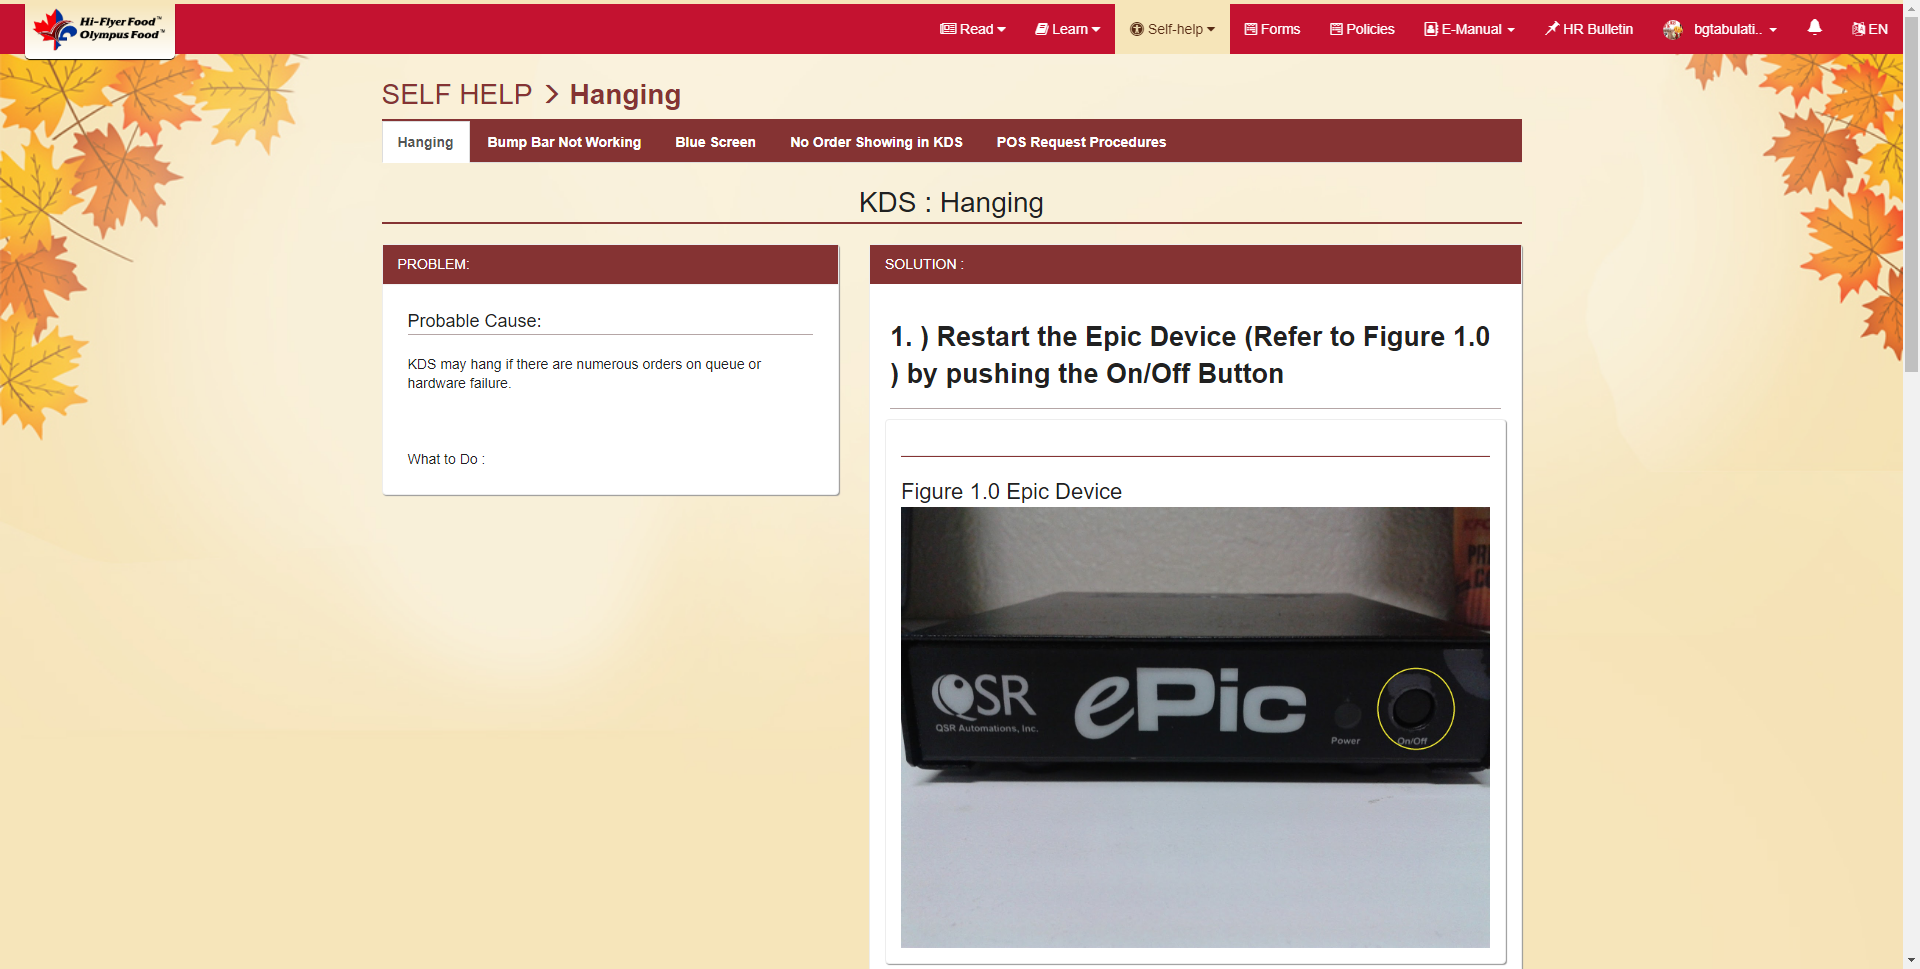 Hi-Flyer Food™
Olympus Food™
Read
Learn
Self-help
Forms
Policies
E-Manual
HR Bulletin
bgtabulati..
EN
SELF HELP > Hanging
Hanging
Bump Bar Not Working
Blue Screen
No Order Showing in KDS
POS Request Procedures
KDS : Hanging
PROBLEM:
Probable Cause:
KDS may hang if there are numerous orders on queue or
hardware failure.
What to Do :
SOLUTION :
1. ) Restart the Epic Device (Refer to Figure 1.0
) by pushing the On/Off Button
Figure 1.0 Epic Device
QSR
QSR Automations, Inc.
ePic
Power
On/Off